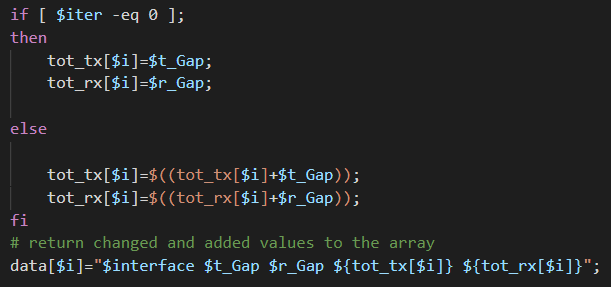 if [ $iter -eq 0 ];
then
    tot_tx[$i]=$t_Gap;
    tot_rx[$i]=$r_Gap;
else
    tot_tx[$i]=$((tot_tx[$i]+$t_Gap));
    tot_rx[$i]=$((tot_rx[$i]+$r_Gap));
fi
# return changed and added values to the array
data[$i]="$interface $t_Gap $r_Gap ${tot_tx[$i]} ${tot_rx[$i]}";